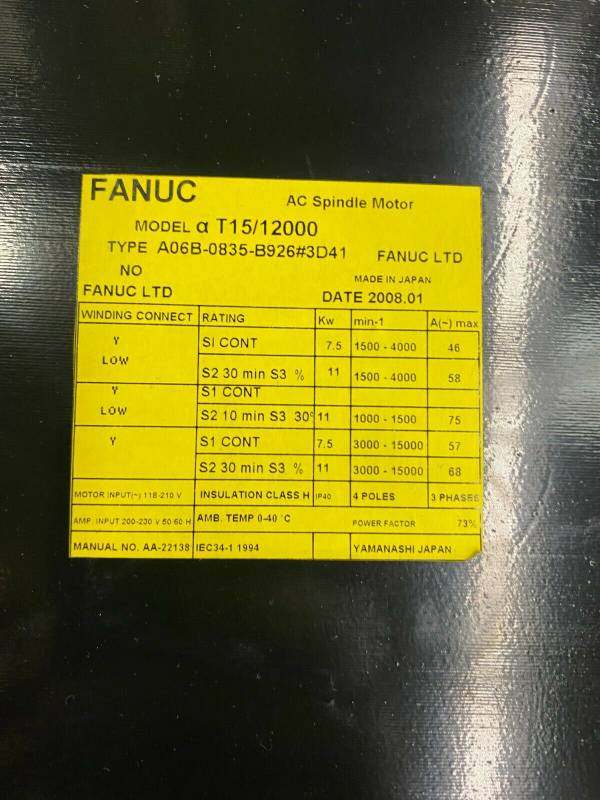 FANUC AC Spindle Motor
MODEL α T15/12000
TYPE A06B-0835-B926#3D41 FANUC LTD
NO MADE IN JAPAN
FANUC LTD DATE 2008.01
WINDING CONNECT RATING Kw min-1 A(~) max
Y LOW SI CONT 7.5 1500 - 4000 46
S2 30 min S3 % 11 1500 - 4000 58
Y LOW S1 CONT
S2 10 min S3 30% 11 1000 - 1500 75
Y S1 CONT 7.5 3000 - 15000 57
S2 30 min S3 % 11 3000 - 15000 68
MOTOR INPUT(~) 118-210 V INSULATION CLASS H IP40 4 POLES 3 PHASES
AMP. INPUT 200-230 V 50/60 H AMB. TEMP 0-40 °C POWER FACTOR 73%
MANUAL NO. AA-22138 IEC34-1 1994 YAMANASHI JAPAN